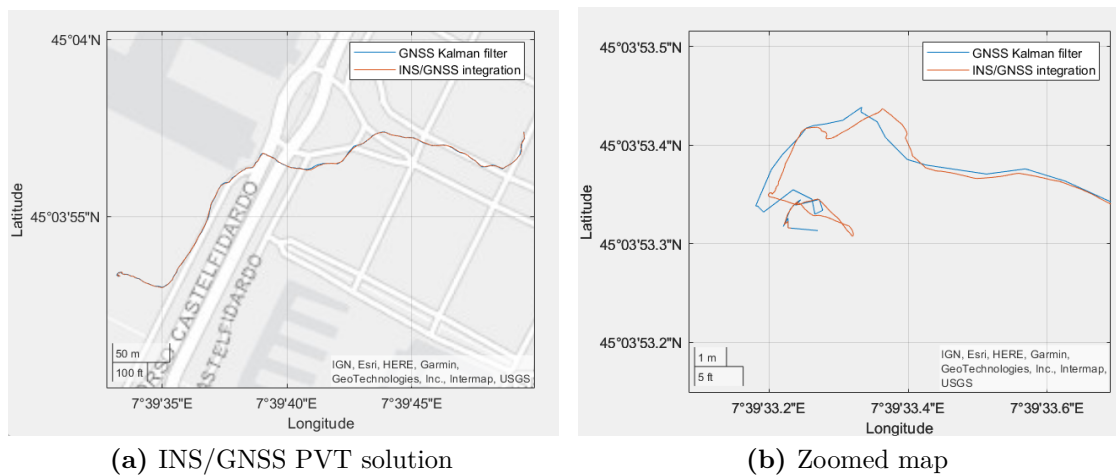 45°04'N
GNSS Kalman filter
INS/GNSS integration
Latitude
45°03'55"N
CORSO CASTELFIDARDO
CASTELFIDARDO
50 m
100 ft
IGN, Esri, HERE, Garmin,
GeoTechnologies, Inc., Intermap, USGS
7°39'35"E
7°39'40"E
7°39'45"E
Longitude
(a) INS/GNSS PVT solution
45°03'53.5"N
GNSS Kalman filter
INS/GNSS integration
45°03'53.4"N
Latitude
45°03'53.3"N
45°03'53.2"N
1 m
5 ft
IGN, Esri, HERE, Garmin,
GeoTechnologies, Inc., Intermap,
USGS
7°39'33.2"E
7°39'33.4"E
7°39'33.6"E
Longitude
(b) Zoomed map